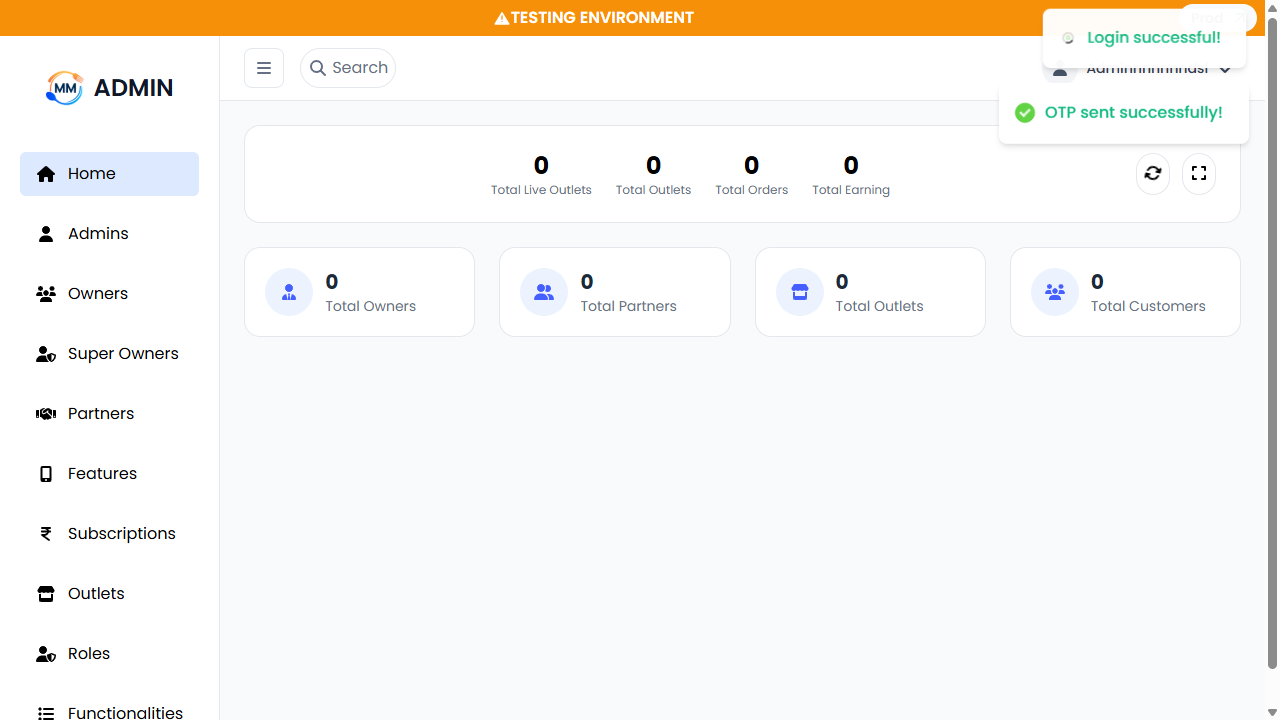 TESTING ENVIRONMENT
Prod
Login successful!
OTP sent successfully!
MM ADMIN
Search
Home
Admins
Owners
Super Owners
Partners
Features
Subscriptions
Outlets
Roles
Functionalities
0
Total Live Outlets
0
Total Outlets
0
Total Orders
0
Total Earning
0
Total Owners
0
Total Partners
0
Total Outlets
0
Total Customers